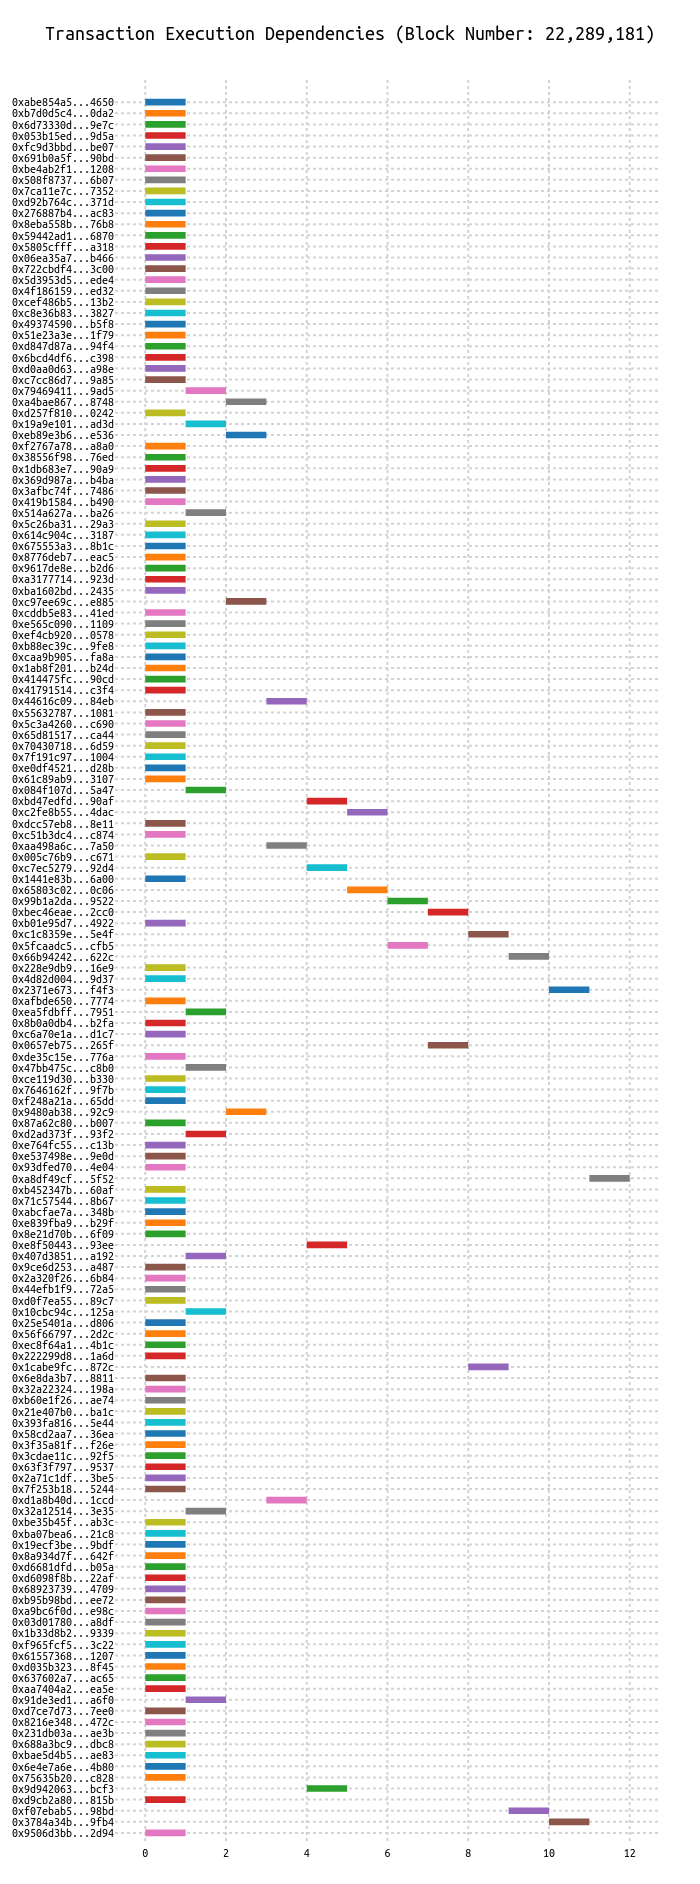 Transaction Execution Dependencies (Block Number: 22,289,181)
0xabe854a5...4650
0xb7d0d5c4...0da2
0x6d73330d...9e7c
0x053b15ed...9d5a
0xfc9d3bbd...be07
0x691b0a5f...90bd
0xbe4ab2f1...1208
0x508f8737...6b07
0x7ca11e7c...7352
0xd92b764c...371d
0x276887b4...ac83
0x8eba558b...76b8
0x59442ad1...6870
0x5805cfff...a318
0x06ea35a7...b466
0x722cbdf4...3c00
0x5d3953d5...ede4
0x4f186159...ed32
0xcef486b5...13b2
0xc8e36b83...3827
0x49374590...b5f8
0x51e23a3e...1f79
0xd847d87a...94f4
0x6bcd4df6...c398
0xd0aa0d63...a98e
0xc7cc86d7...9a85
0x79469411...9ad5
0xa4bae867...8748
0xd257f810...0242
0x19a9e101...ad3d
0xeb89e3b6...e536
0xf2767a78...a8a0
0x38556f98...76ed
0x1db683e7...90a9
0x369d987a...b4ba
0x3afbc74f...7486
0x419b1584...b490
0x514a627a...ba26
0x5c26ba31...29a3
0x614c904c...3187
0x675553a3...8b1c
0x8776deb7...eac5
0x9617de8e...b2d6
0xa3177714...923d
0xba1602bd...2435
0xc97ee69c...e885
0xcddb5e83...41ed
0xe565c090...1109
0xef4cb920...0578
0xb88ec39c...9fe8
0xcaa9b905...fa8a
0x1ab8f201...b24d
0x414475fc...90cd
0x41791514...c3f4
0x44616c09...84eb
0x55632787...1081
0x5c3a4260...c690
0x65d81517...ca44
0x70430718...6d59
0x7f191c97...1004
0xe0df4521...d28b
0x61c89ab9...3107
0x084f107d...5a47
0xbd47edfd...90af
0xc2fe8b55...4dac
0xdcc57eb8...8e11
0xc51b3dc4...c874
0xaa498a6c...7a50
0x005c76b9...c671
0xc7ec5279...92d4
0x1441e83b...6a00
0x65803c02...0c06
0x99b1a2da...9522
0xbec46eae...2cc0
0xb01e95d7...4922
0xc1c8359e...5e4f
0x5fcaadc5...cfb5
0x66b94242...622c
0x228e9db9...16e9
0x4d82d004...9d37
0x2371e673...f4f3
0xafbde650...7774
0xea5fdbff...7951
0x8b0a0db4...b2fa
0xc6a70e1a...d1c7
0x0657eb75...265f
0xde35c15e...776a
0x47bb475c...c8b0
0xce119d30...b330
0x7646162f...9f7b
0xf248a21a...65dd
0x9480ab38...92c9
0x87a62c80...b007
0xd2ad373f...93f2
0xe764fc55...c13b
0xe537498e...9e0d
0x93dfed70...4e04
0xa8df49cf...5f52
0xb452347b...60af
0x71c57544...8b67
0xabcfae7a...348b
0xe839fba9...b29f
0x8e21d70b...6f09
0xe8f50443...93ee
0x407d3851...a192
0x9ce6d253...a487
0x2a320f26...6b84
0x44efb1f9...72a5
0xd0f7ea55...89c7
0x10cbc94c...125a
0x25e5401a...d806
0x56f66797...2d2c
0xec8f64a1...4b1c
0x222299d8...1a6d
0x1cabe9fc...872c
0x6e8da3b7...8811
0x32a22324...198a
0xb60e1f26...ae74
0x21e407b0...ba1c
0x393fa816...5e44
0x58cd2aa7...36ea
0x3f35a81f...f26e
0x3cdae11c...92f5
0x63f3f797...9537
0x2a71c1df...3be5
0x7f253b18...5244
0xd1a8b40d...1ccd
0x32a12514...3e35
0xbe35b45f...ab3c
0xba07bea6...21c8
0x19ecf3be...9bdf
0x8a934d7f...642f
0xd6681dfd...b05a
0xd6098f8b...22af
0x68923739...4709
0xb95b98bd...ee72
0xa9bc6f0d...e98c
0x03d01780...a8df
0x1b33d8b2...9339
0xf965fcf5...3c22
0x61557368...1207
0xd035b323...8f45
0x637602a7...ac65
0xaa7404a2...ea5e
0x91de3ed1...a6f0
0xd7ce7d73...7ee0
0x8216e348...472c
0x231db03a...ae3b
0x688a3bc9...dbc8
0xbae5d4b5...ae83
0x6e4e7a6e...4b80
0x75635b20...c828
0x9d942063...bcf3
0xd9cb2a80...815b
0xf07ebab5...98bd
0x3784a34b...9fb4
0x9506d3bb...2d94
0 2 4 6 8 10 12